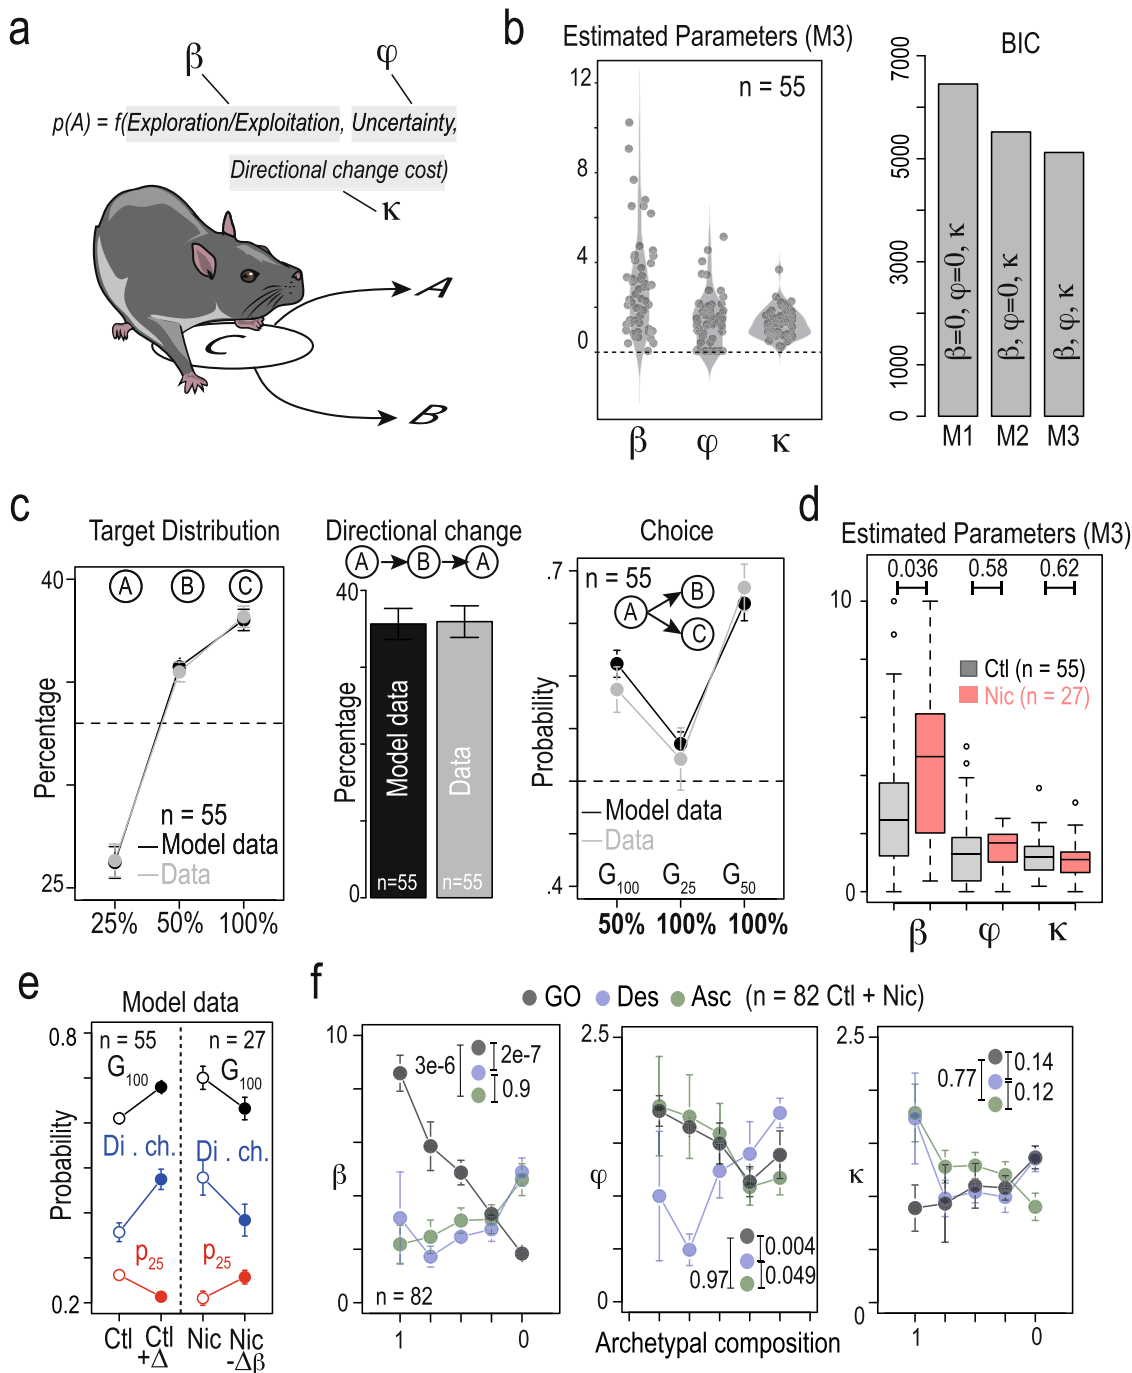 a
β
φ
p(A) = f(Exploration/Exploitation, Uncertainty,
Directional change cost)
κ
A
C
B
b
Estimated Parameters (M3)
n = 55
12
8
4
2
0
β
φ
κ
BIC
7000
5000
3000
1000
0
β=0, φ=0, κ
β, φ=0, κ
β, φ, κ
M1
M2
M3
c
Target Distribution
A
B
C
40
25
Percentage
n = 55
Model data
Data
25%
50%
100%
Directional change
A
B
A
40
0
Percentage
Model data
Data
n=55
n=55
Choice
.7
.4
Probability
n = 55
A
B
C
Model data
Data
G100
G25
G50
50%
100%
100%
d
Estimated Parameters (M3)
0.036
0.58
0.62
10
0
Ctl (n = 55)
Nic (n = 27)
β
φ
κ
e
Model data
0.8
0.2
Probability
n = 55
n = 27
G100
G100
Di . ch.
Di. ch.
p25
p25
Ctl
Ctl
+Δ
Nic
Nic
-Δβ
f
GO
Des
Asc
(n = 82 Ctl + Nic)
10
0
β
3e-6
2e-7
0.9
n = 82
1
0
2.5
0
φ
0.97
0.004
0.049
Archetypal composition
2.5
0
κ
0.77
0.14
0.12
1
0